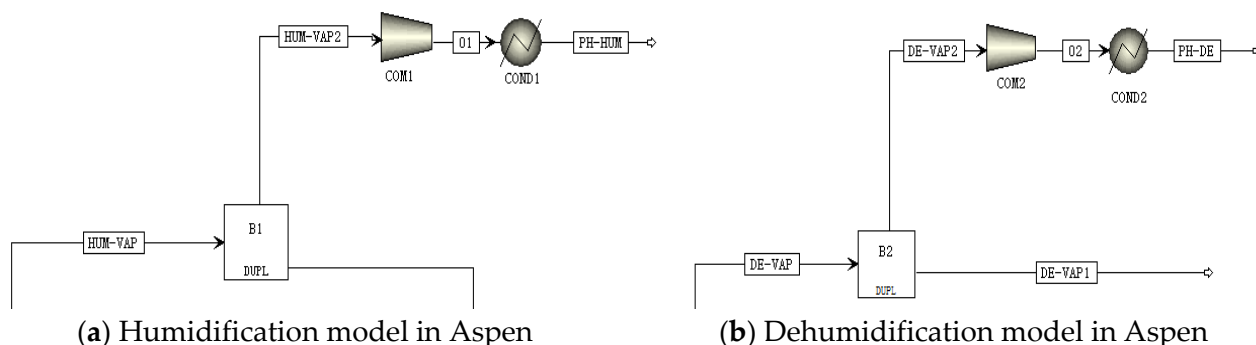 HUM-VAP2
01
PH-HUM
COM1
COND1
B1
HUM-VAP
DUPL
DE-VAP2
02
PH-DE
COM2
COND2
B2
DE-VAP
DE-VAP1
DUPL
(a) Humidification model in Aspen
(b) Dehumidification model in Aspen